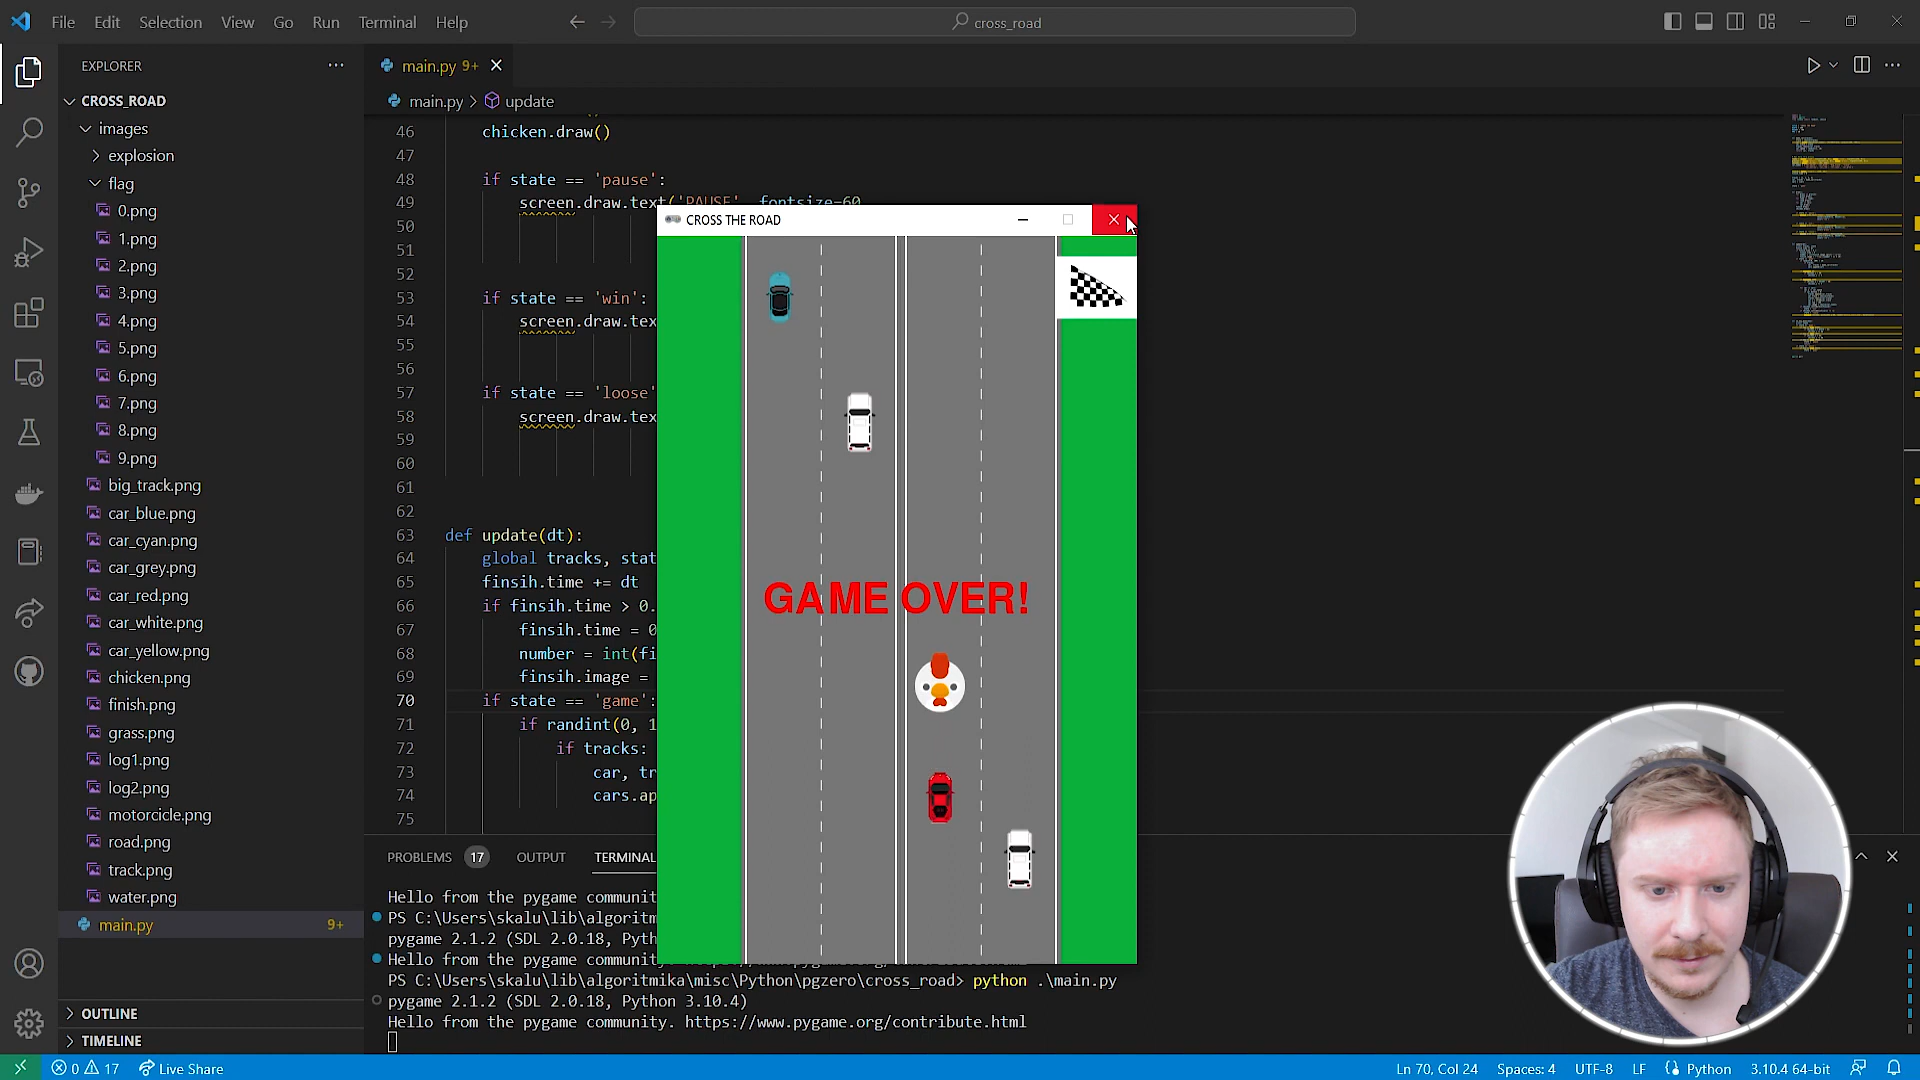 File Edit Selection View Go Run Terminal Help
cross_road
EXPLORER
CROSS_ROAD
images
explosion
flag
0.png
1.png
2.png
3.png
4.png
5.png
6.png
7.png
8.png
9.png
big_track.png
car_blue.png
car_cyan.png
car_grey.png
car_red.png
car_white.png
car_yellow.png
chicken.png
finish.png
grass.png
log1.png
log2.png
motorcicle.png
road.png
track.png
water.png
main.py 9+
OUTLINE
TIMELINE
main.py 9+
main.py > update
46 chicken.draw()
47
48 if state == 'pause':
49 screen.draw.text('PAUSE', fontsize=60
50
51
52
53 if state == 'win':
54 screen.draw.tex
55
56
57 if state == 'loose'
58 screen.draw.tex
59
60
61
62
63 def update(dt):
64 global tracks, stat
65 finsih.time += dt
66 if finsih.time > 0.
67 finsih.time = 0
68 number = int(fi
69 finsih.image =
70 if state == 'game':
71 if randint(0, 1
72 if tracks:
73 car, tr
74 cars.ap
75
CROSS THE ROAD
GAME OVER!
PROBLEMS 17 OUTPUT TERMINAL
Hello from the pygame communit
PS C:\Users\skalu\lib\algoritm
pygame 2.1.2 (SDL 2.0.18, Pyth
Hello from the pygame community
PS C:\Users\skalu\lib\algoritmika\misc\Python\pgzero\cross_road> python .\main.py
pygame 2.1.2 (SDL 2.0.18, Python 3.10.4)
Hello from the pygame community. https://www.pygame.org/contribute.html
0 17 Live Share
Ln 70, Col 24 Spaces: 4 UTF-8 LF Python 3.10.4 64-bit